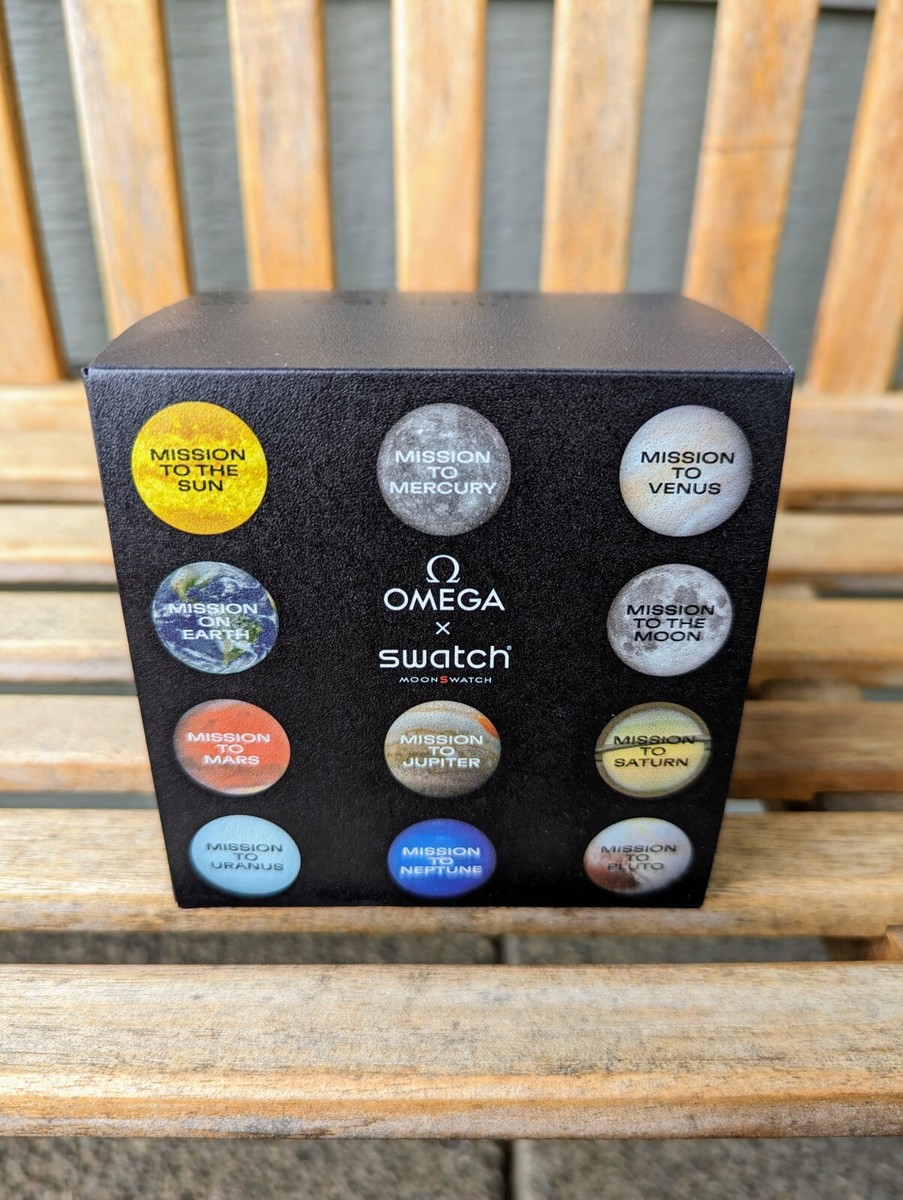 MISSION
TO THE
SUN
MISSION
TO
MERCURY
MISSION
TO
VENUS
MISSION
ON
EARTH
Ω
OMEGA
×
swatch®
MOONSWATCH
MISSION
TO THE
MOON
MISSION
TO
MARS
MISSION
TO
JUPITER
MISSION
TO
SATURN
MISSION
TO
URANUS
MISSION
TO
NEPTUNE
MISSION
TO
PLUTO